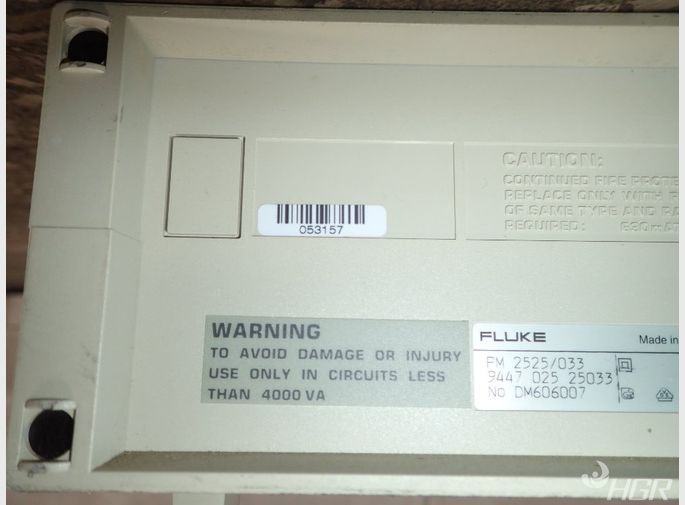 CAUTION:
CONTINUED FIRE
REPLACE ONLY WITH
OF SAME TYPE AND
REQUIRED: 630mA
053157
WARNING
TO AVOID DAMAGE OR INJURY
USE ONLY IN CIRCUITS LESS
THAN 4000 VA
FLUKE
Made in
PM 2525/033
9447 025 25033
No DM606007
HGR